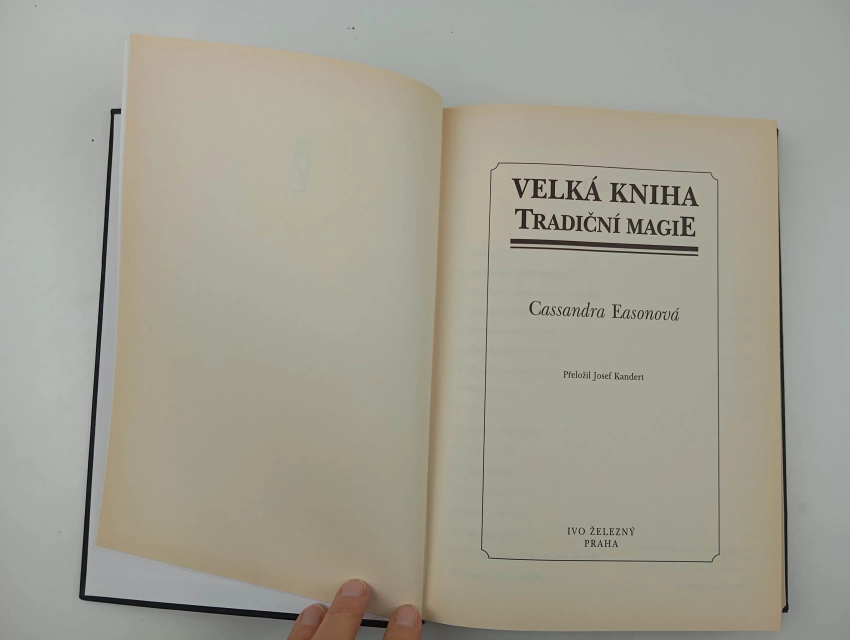 VELKÁ KNIHA
TRADIČNÍ MAGIE
Cassandra Easonová
Přeložil Josef Kandert
IVO ŽELEZNÝ
PRAHA